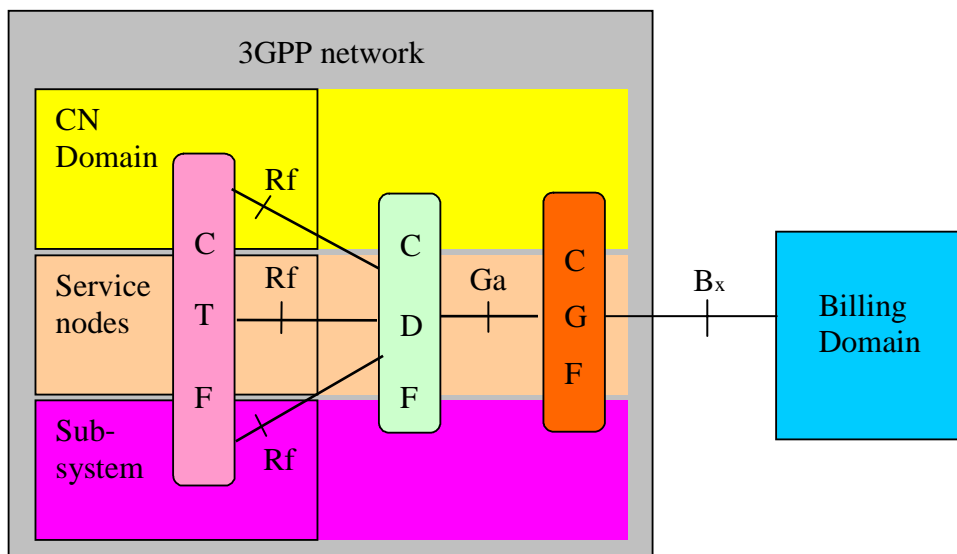 3GPP network
CN
Domain
Rf
C
T
F
Service
nodes
Rf
Sub-
system
Rf
C
D
F
Ga
C
G
F
Bx
Billing
Domain